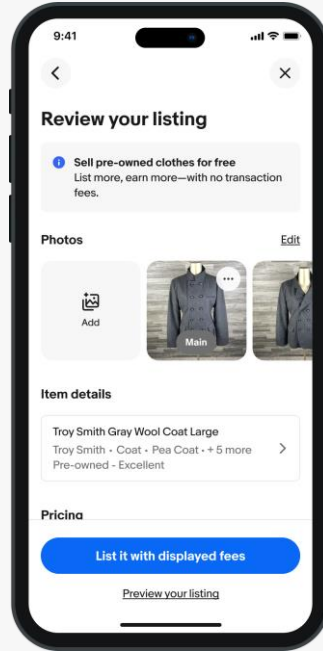 9:41
Review your listing
Sell pre-owned clothes for free
List more, earn more—with no transaction
fees.
Photos
Edit
Add
Main
Item details
Troy Smith Gray Wool Coat Large
Troy Smith • Coat • Pea Coat • + 5 more
Pre-owned - Excellent
Pricing
List it with displayed fees
Preview your listing